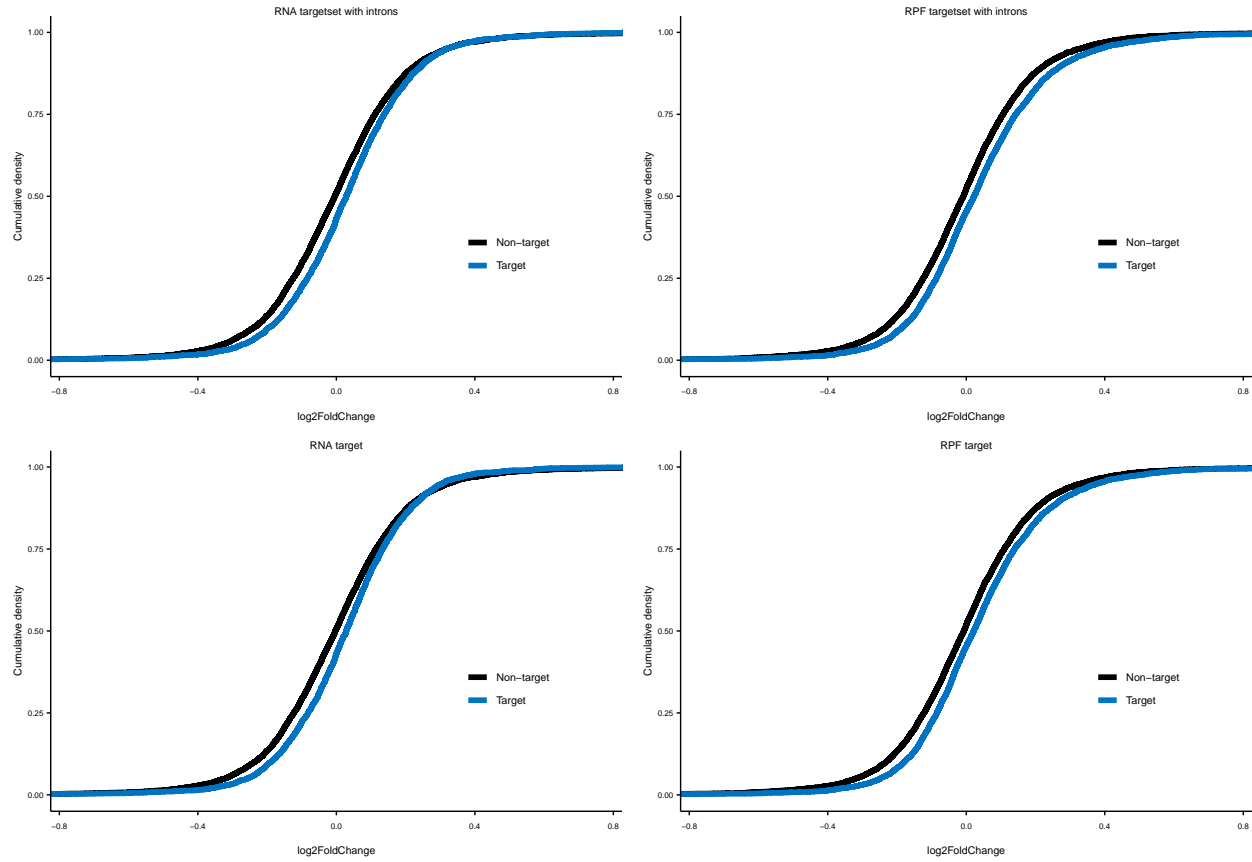 RNA targetset with introns
1.00
0.75
0.50
0.25
0.00
Cumulative density
Non−target
Target
−0.8
−0.4
0.0
0.4
0.8
log2FoldChange
RPF targetset with introns
1.00
0.75
0.50
0.25
0.00
Cumulative density
Non−target
Target
−0.8
−0.4
0.0
0.4
0.8
log2FoldChange
RNA target
1.00
0.75
0.50
0.25
0.00
Cumulative density
Non−target
Target
−0.8
−0.4
0.0
0.4
0.8
log2FoldChange
RPF target
1.00
0.75
0.50
0.25
0.00
Cumulative density
Non−target
Target
−0.8
−0.4
0.0
0.4
0.8
log2FoldChange